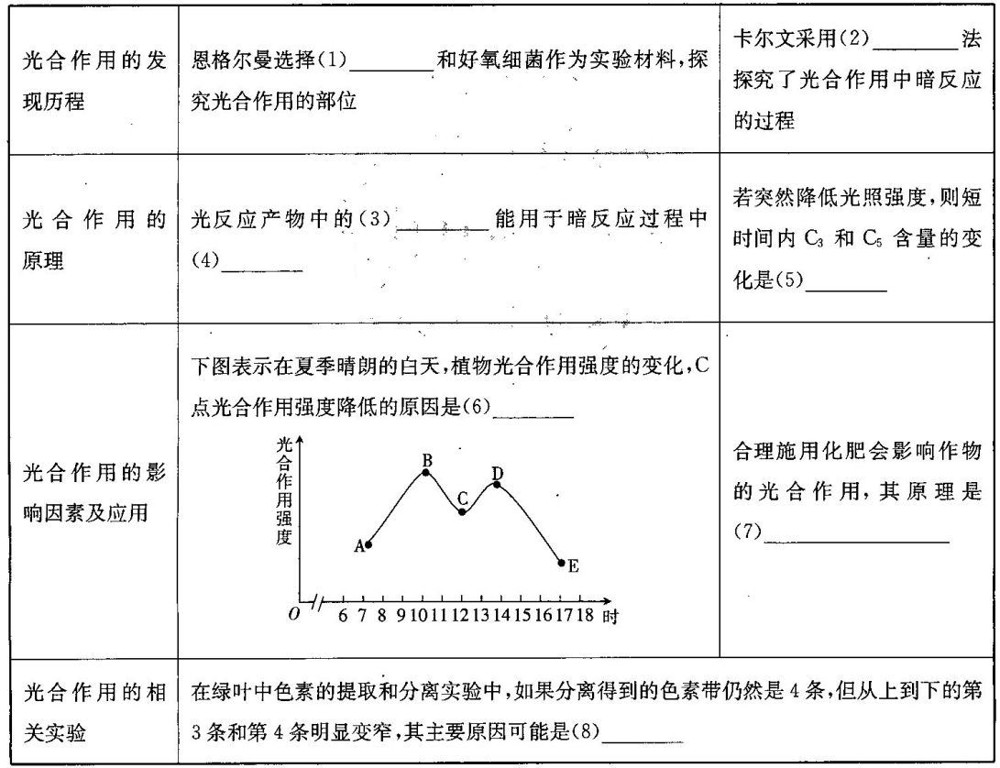 光合作用的发
现历程
恩格尔曼选择(1)________和好氧细菌作为实验材料,探
究光合作用的部位
卡尔文采用(2)________法
探究了光合作用中暗反应
的过程
光合作用的
原理
光反应产物中的(3)________能用于暗反应过程中
(4)________
若突然降低光照强度,则短
时间内 C₃ 和 C₅ 含量的变
化是(5)________
光合作用的影
响因素及应用
下图表示在夏季晴朗的白天,植物光合作用强度的变化,C
点光合作用强度降低的原因是(6)________
光合作用强度
A
B
C
D
E
O
6 7 8 9 10 11 12 13 14 15 16 17 18 时
合理施用化肥会影响作物
的光合作用,其原理是
(7)________
光合作用的相
关实验
在绿叶中色素的提取和分离实验中,如果分离得到的色素带仍然是 4 条,但从上到下的第
3 条和第 4 条明显变窄,其主要原因可能是(8)________